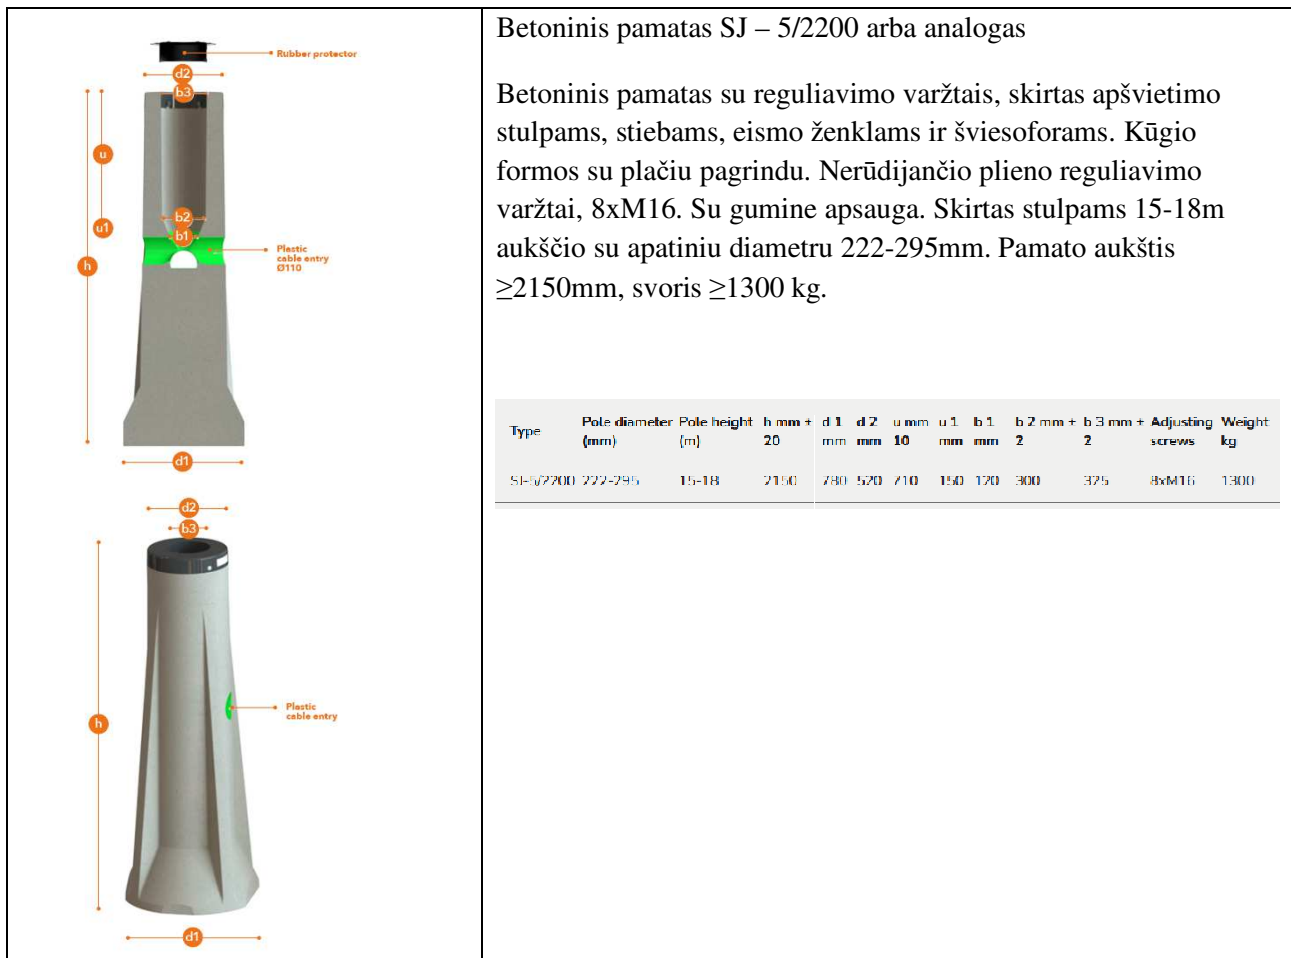 Rubber protector
d2
b3
u
b2
u1
b1
Plastic
cable entry
Ø110
h
d1
d2
b3
Plastic
cable entry
h
d1
Betoninis pamatas SJ – 5/2200 arba analogas
Betoninis pamatas su reguliavimo varžtais, skirtas apšvietimo
stulpams, stiebams, eismo ženklams ir šviesoforams. Kūgio
formos su plačiu pagrindu. Nerūdijančio plieno reguliavimo
varžtai, 8xM16. Su gumine apsauga. Skirtas stulpams 15-18m
aukščio su apatiniu diametru 222-295mm. Pamato aukštis
≥2150mm, svoris ≥1300 kg.
Type Pole diameter (mm) Pole height (m) h mm + 20 d 1 mm d 2 mm u mm 10 u 1 mm b 1 mm b 2 mm + 2 b 3 mm + 2 Adjusting screws Weight kg
SJ-5/2200 222-295 15-18 2150 780 520 710 150 120 300 325 8xM16 1300